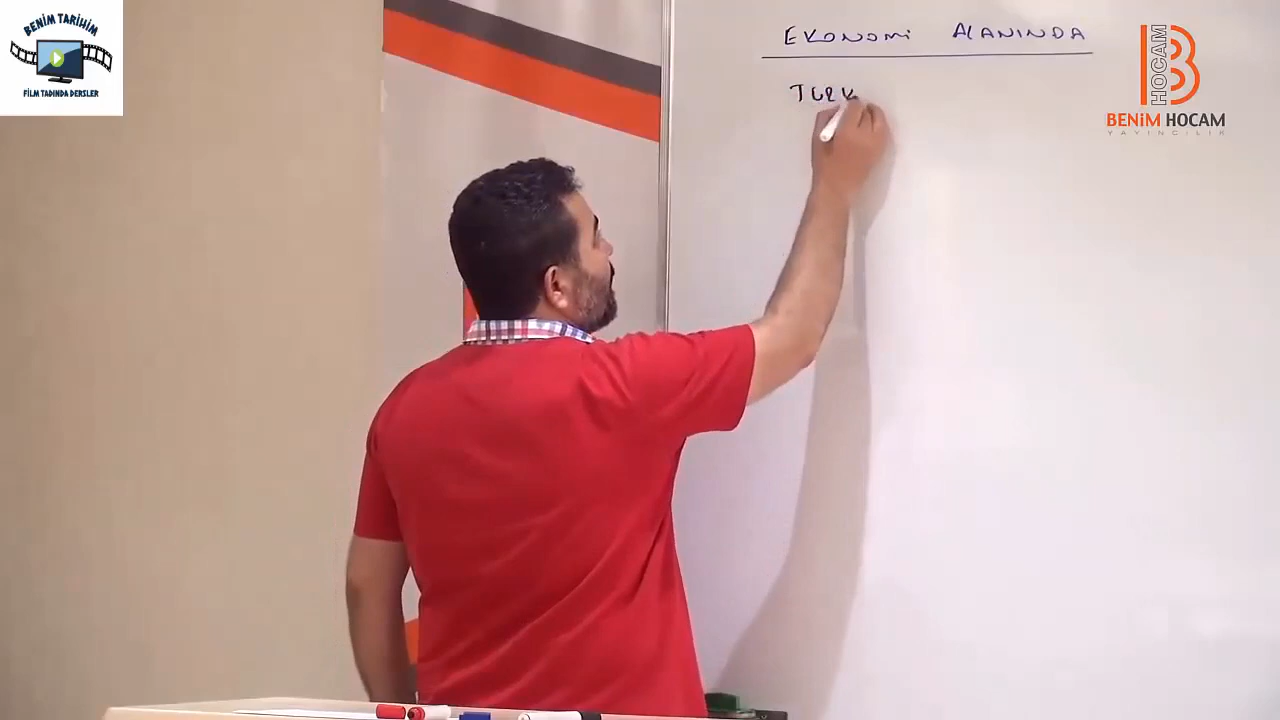 BENİM TARİHİM
FİLM TADINDA DERSLER
EKONOMİ ALANINDA
TÜRK
B HOCAM
BENİM HOCAM
YAYINCILIK